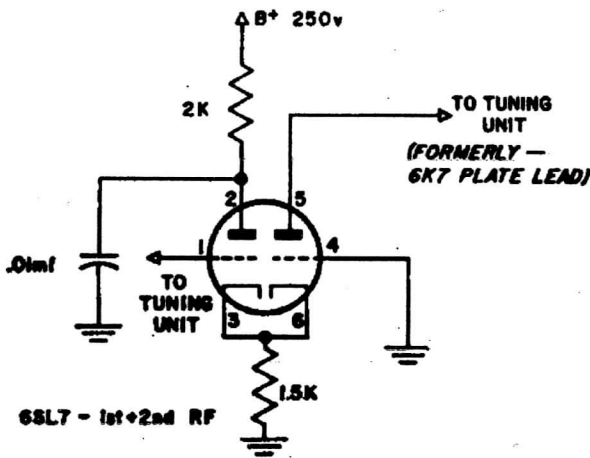 B+ 250v
2K
TO TUNING
UNIT
(FORMERLY —
6K7 PLATE LEAD)
2
5
.01mf
1
4
TO
TUNING
UNIT
3
6
1.5K
6SL7 - 1st+2nd RF